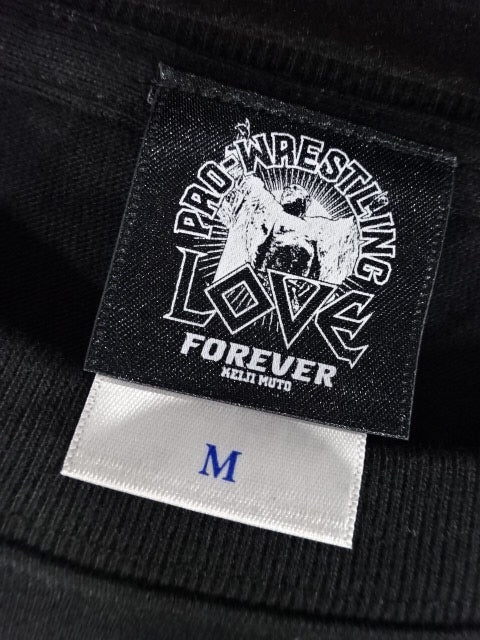 PRO-WRESTLING
LOVE
FOREVER
KEIJI MUTO
M